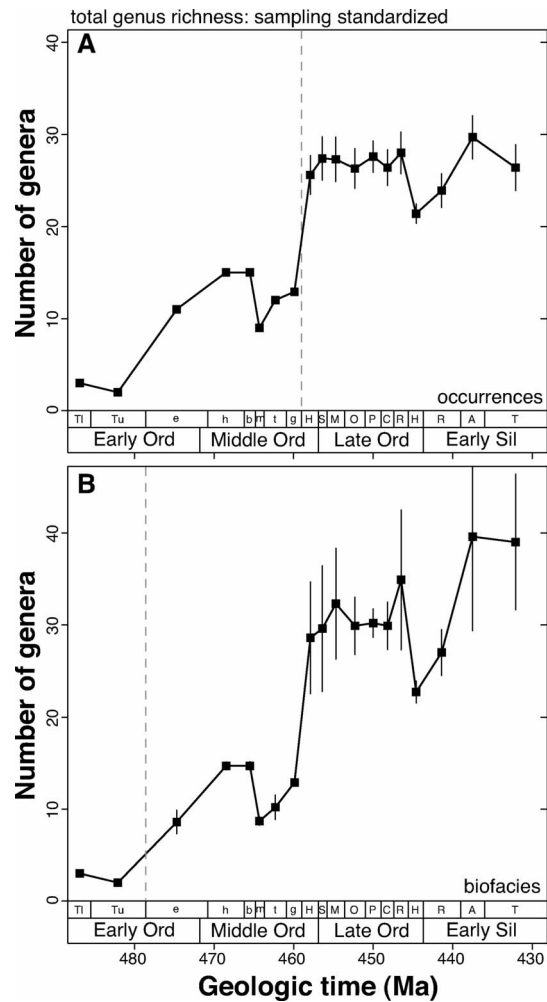 total genus richness: sampling standardized
A
Number of genera
40
30
20
10
0
occurrences
Tl Tu e h b m t g H S M O P C R H R A T
Early Ord Middle Ord Late Ord Early Sil
B
Number of genera
40
30
20
10
0
biofacies
Tl Tu e h b m t g H S M O P C R H R A T
Early Ord Middle Ord Late Ord Early Sil
480 470 460 450 440 430
Geologic time (Ma)